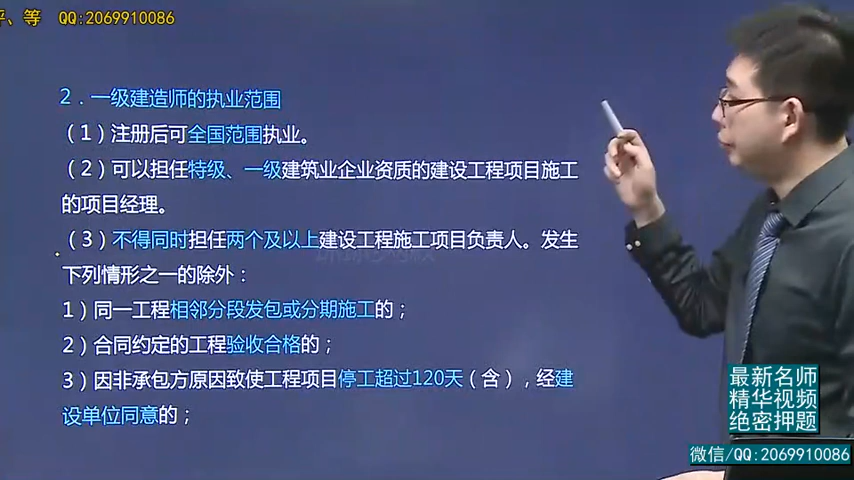 评、等 QQ:2069910086
2．一级建造师的执业范围
（1）注册后可全国范围执业。
（2）可以担任特级、一级建筑业企业资质的建设工程项目施工
的项目经理。
（3）不得同时担任两个及以上建设工程施工项目负责人。发生
下列情形之一的除外：
1）同一工程相邻分段发包或分期施工的；
2）合同约定的工程验收合格的；
3）因非承包方原因致使工程项目停工超过120天（含），经建
设单位同意的；
最新名师
精华视频
绝密押题
微信/QQ:2069910086